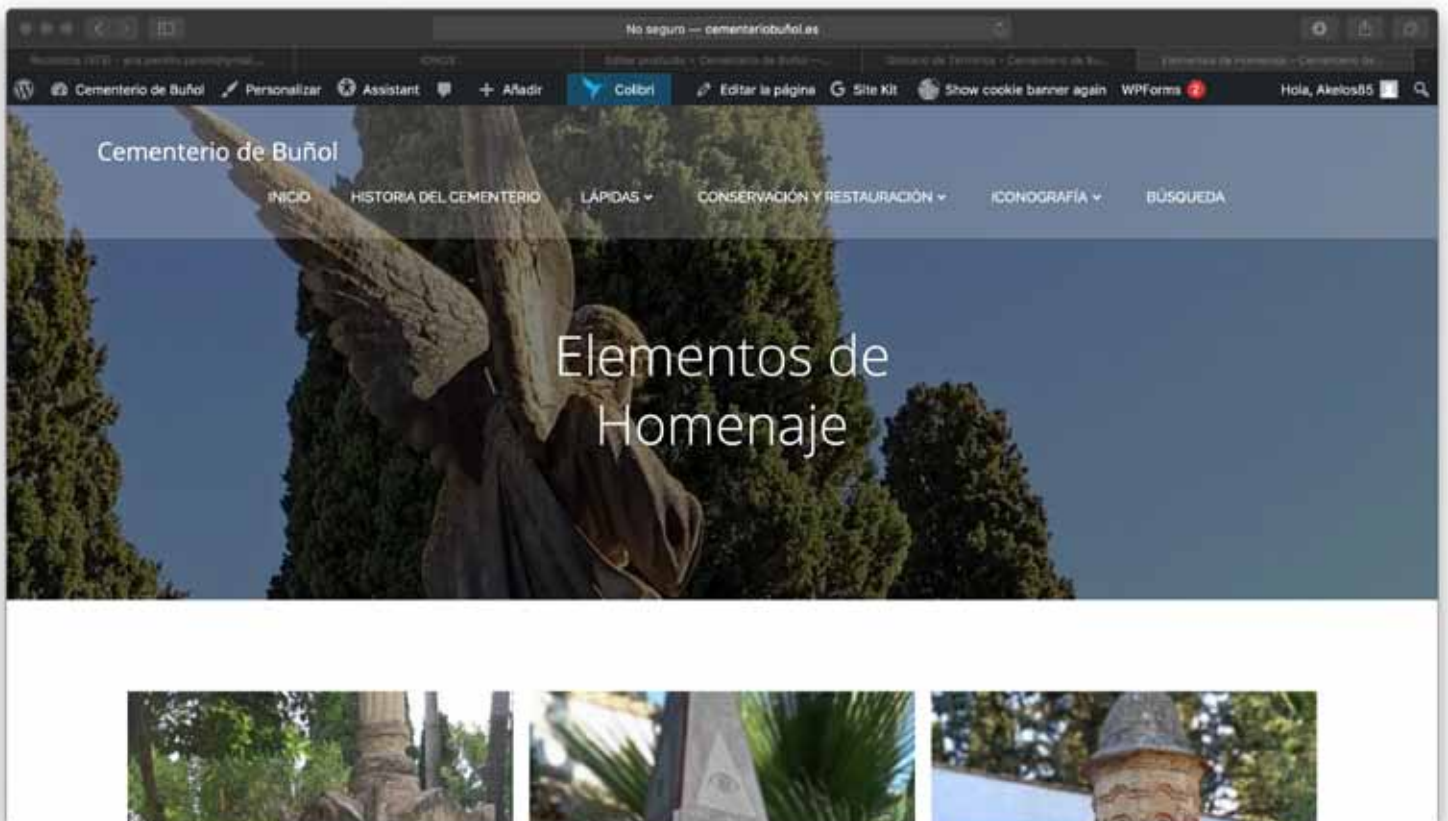 No seguro — cementeriobuñol.es
Cementerio de Buñol Personalizar Assistant + Añadir Colibri Editar la página G Site Kit Show cookie banner again WPForms 2 Hola, Akelos85
Cementerio de Buñol
INICIO HISTORIA DEL CEMENTERIO LÁPIDAS CONSERVACIÓN Y RESTAURACIÓN ICONOGRAFÍA BÚSQUEDA
Elementos de
Homenaje